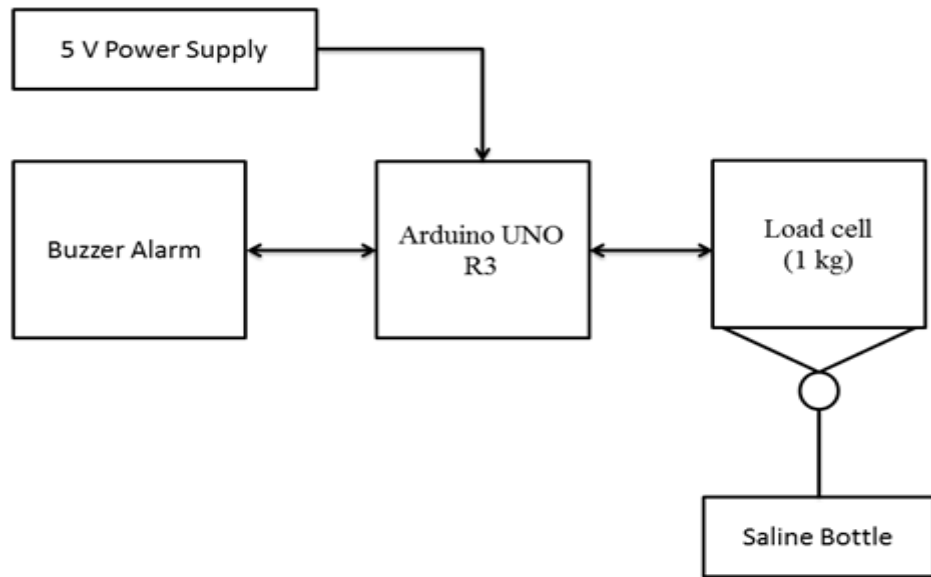 5 V Power Supply
Buzzer Alarm
Arduino UNO
R3
Load cell
(1 kg)
Saline Bottle